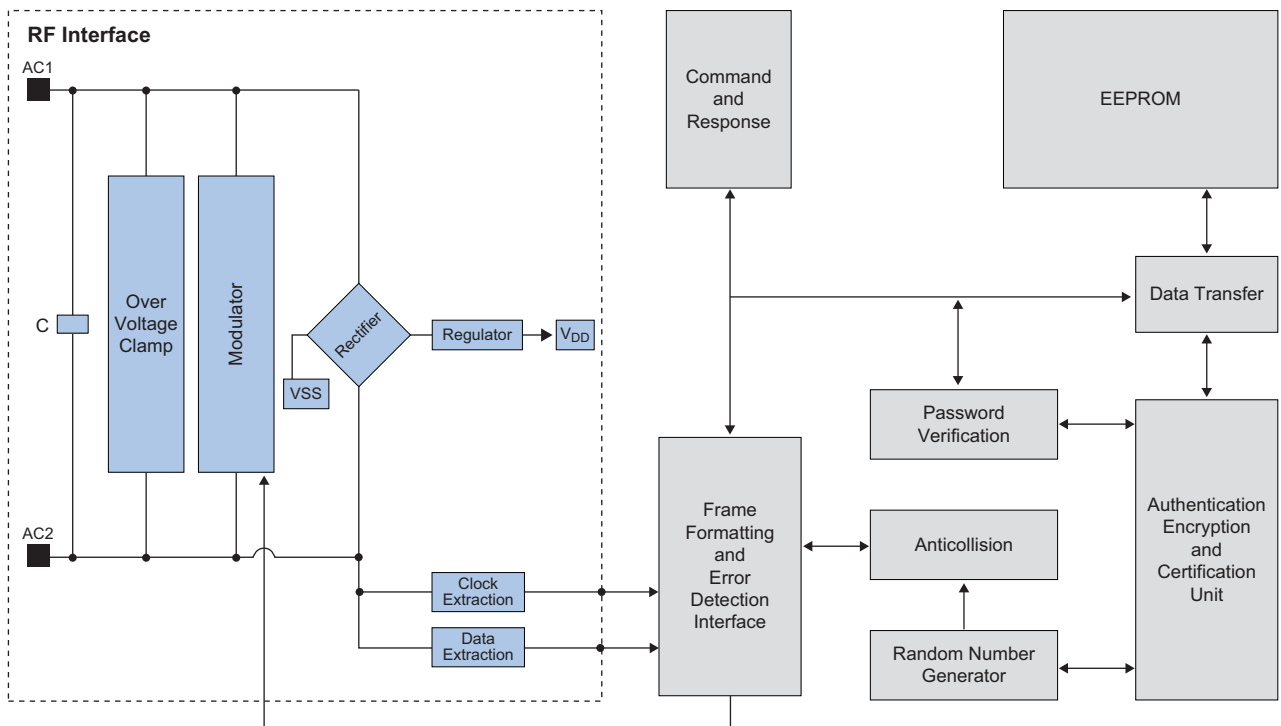 RF Interface
AC1
C
Over
Voltage
Clamp
Modulator
Rectifier
VSS
Regulator
VDD
AC2
Clock
Extraction
Data
Extraction
Command
and
Response
EEPROM
Data Transfer
Password
Verification
Frame
Formatting
and
Error
Detection
Interface
Anticollision
Random Number
Generator
Authentication
Encryption
and
Certification
Unit